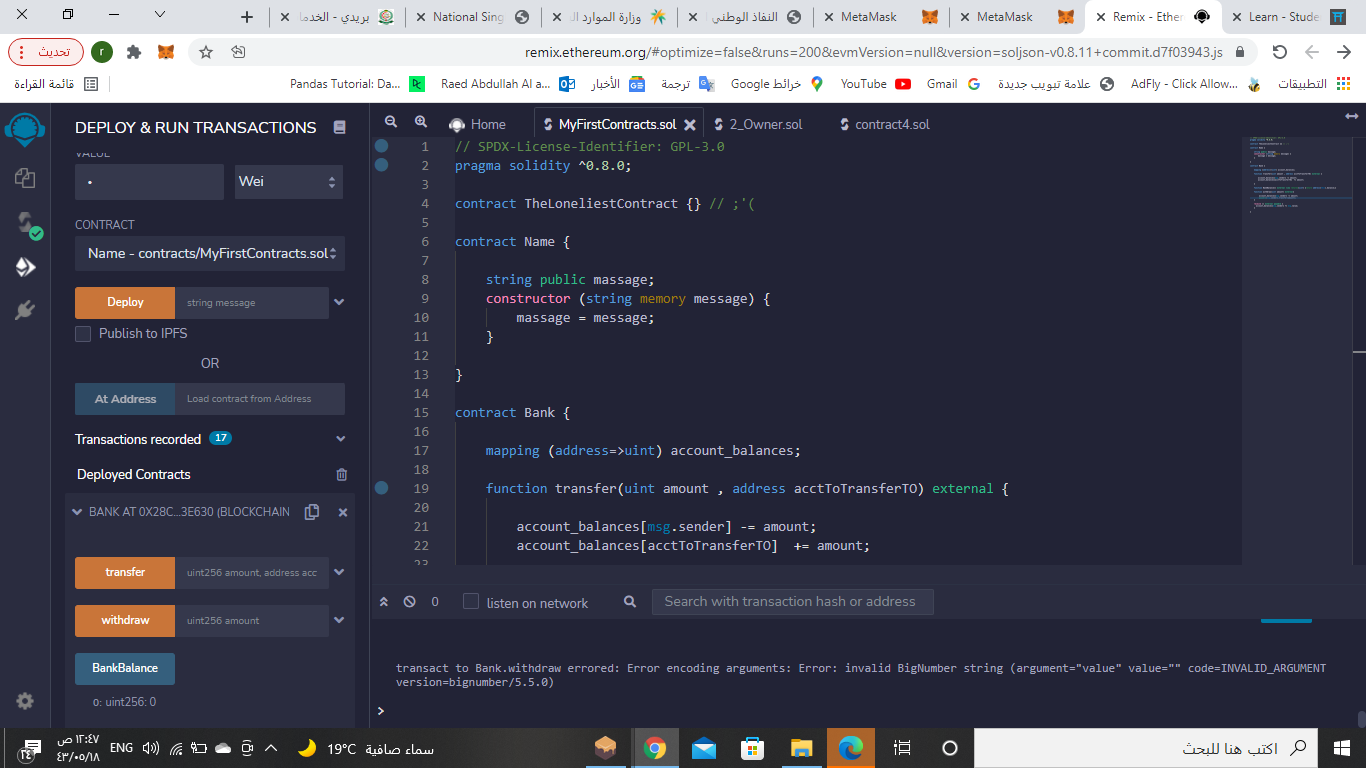 بريدي - الخدما
National Sing
وزارة الموارد ال
النفاذ الوطني ا
MetaMask
MetaMask
Remix - Ether
Learn - Stude
تحديث
r
remix.ethereum.org/#optimize=false&runs=200&evmVersion=null&version=soljson-v0.8.11+commit.d7f03943.js
قائمة القراءة
Pandas Tutorial: Da...
Raed Abdullah Al a...
الأخبار
ترجمة
خرائط Google
YouTube
Gmail
علامة تبويب جديدة
AdFly - Click Allow...
التطبيقات
DEPLOY & RUN TRANSACTIONS
VALUE
Wei
CONTRACT
Name - contracts/MyFirstContracts.sol
Deploy
string message
Publish to IPFS
OR
At Address
Load contract from Address
Transactions recorded 17
Deployed Contracts
BANK AT 0X28C...3E630 (BLOCKCHAIN
transfer
uint256 amount, address acc
withdraw
uint256 amount
BankBalance
0: uint256: 0
Home
MyFirstContracts.sol
2_Owner.sol
contract4.sol
1 // SPDX-License-Identifier: GPL-3.0
2 pragma solidity ^0.8.0;
3
4 contract TheLoneliestContract {} // ;'(
5
6 contract Name {
7
8 string public massage;
9 constructor (string memory message) {
10 massage = message;
11 }
12
13 }
14
15 contract Bank {
16
17 mapping (address=>uint) account_balances;
18
19 function transfer(uint amount , address acctToTransferTO) external {
20
21 account_balances[msg.sender] -= amount;
22 account_balances[acctToTransferTO]  += amount;
23
0
listen on network
Search with transaction hash or address
transact to Bank.withdraw errored: Error encoding arguments: Error: invalid BigNumber string (argument="value" value="" code=INVALID_ARGUMENT
version=bignumber/5.5.0)
>
١٢:٤٧ ص
٤٣/٠٥/١٨
ENG
19°C سماء صافية
اكتب هنا للبحث